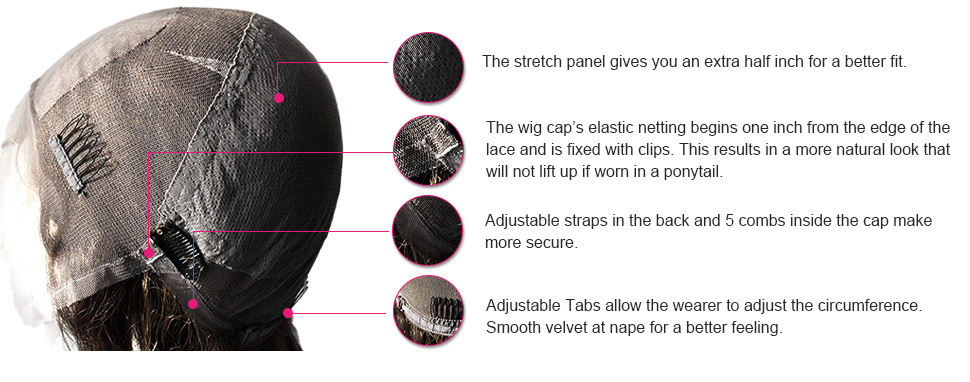 The stretch panel gives you an extra half inch for a better fit.
The wig cap’s elastic netting begins one inch from the edge of the
lace and is fixed with clips. This results in a more natural look that
will not lift up if worn in a ponytail.
Adjustable straps in the back and 5 combs inside the cap make
more secure.
Adjustable Tabs allow the wearer to adjust the circumference.
Smooth velvet at nape for a better feeling.